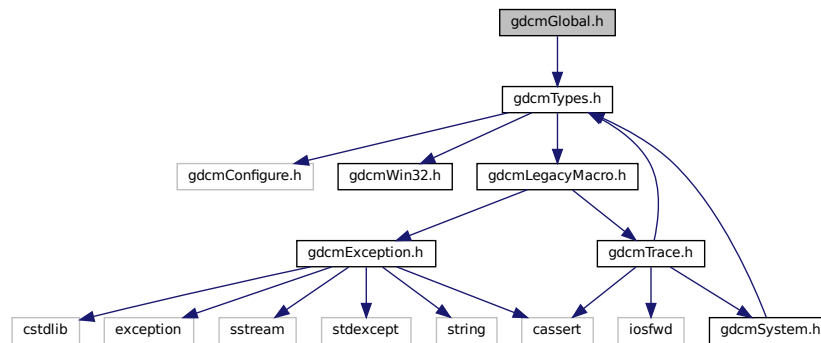 gdcmGlobal.h
gdcmTypes.h
gdcmConfigure.h
gdcmWin32.h
gdcmLegacyMacro.h
gdcmException.h
gdcmTrace.h
cstdlib
exception
sstream
stdexcept
string
cassert
iosfwd
gdcmSystem.h